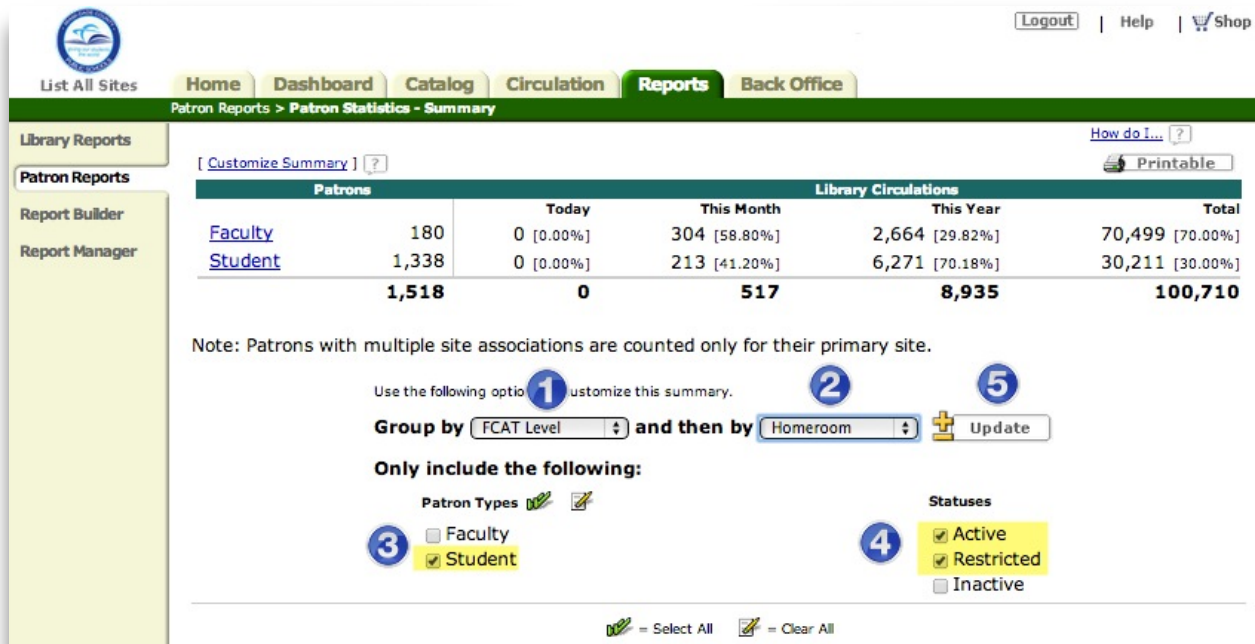 Logout | Help | Shop
List All Sites
Home Dashboard Catalog Circulation Reports Back Office
Patron Reports > Patron Statistics - Summary
Library Reports
Patron Reports
Report Builder
Report Manager
How do I... ?
[ Customize Summary ] ?
Printable
Patrons Library Circulations
Today This Month This Year Total
Faculty 180 0 [0.00%] 304 [58.80%] 2,664 [29.82%] 70,499 [70.00%]
Student 1,338 0 [0.00%] 213 [41.20%] 6,271 [70.18%] 30,211 [30.00%]
1,518 0 517 8,935 100,710
Note: Patrons with multiple site associations are counted only for their primary site.
1 2 5
Use the following optio ustomize this summary.
Group by FCAT Level and then by Homeroom Update
Only include the following:
Patron Types Statuses
3 Faculty 4 Active
Student Restricted
Inactive
= Select All = Clear All